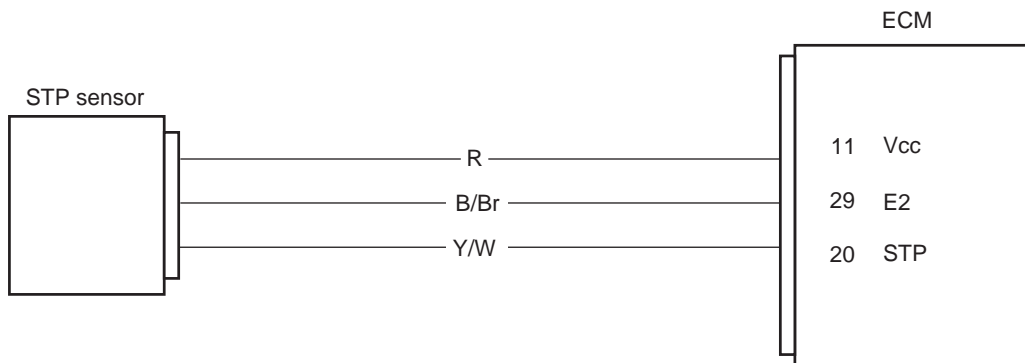 ECM
STP sensor
R
11 Vcc
B/Br
29 E2
Y/W
20 STP